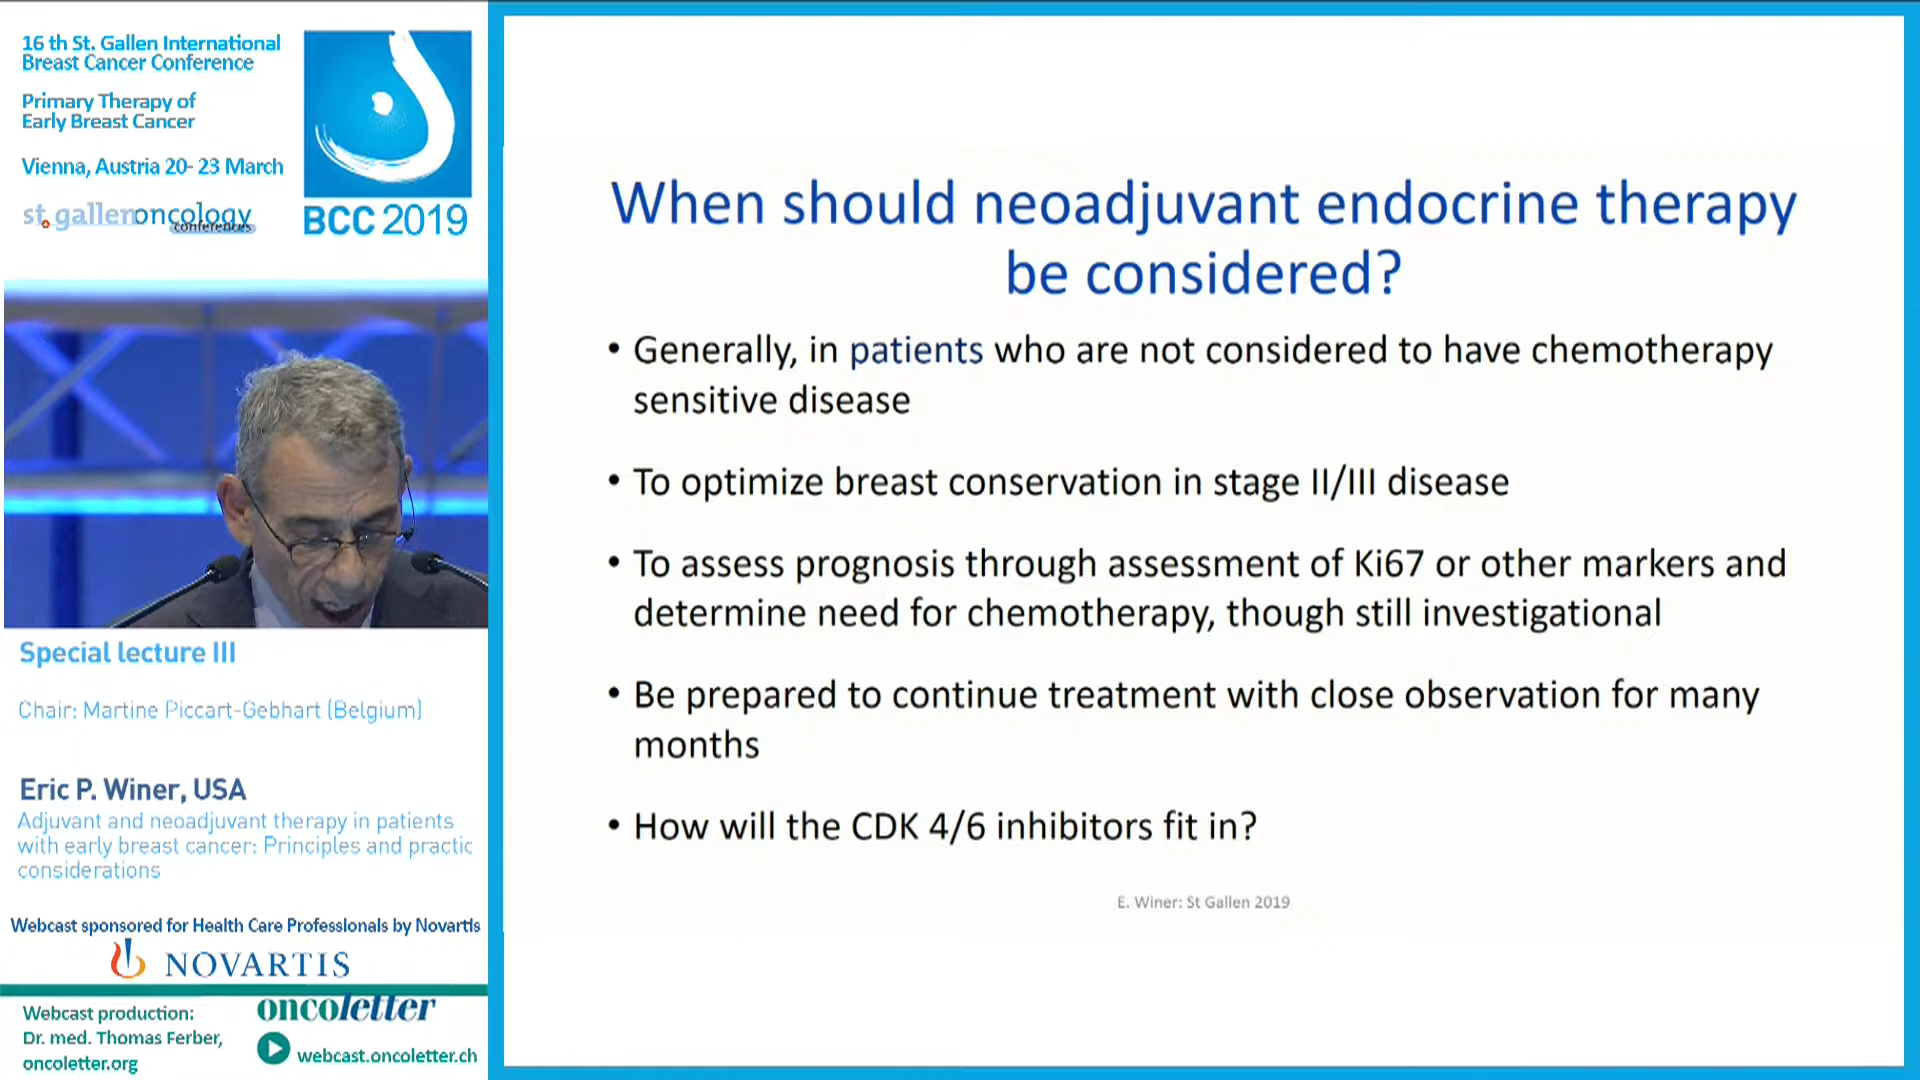 16 th St. Gallen International
Breast Cancer Conference
Primary Therapy of
Early Breast Cancer
Vienna, Austria 20- 23 March
st.gallenoncology
conferences
BCC 2019
Special lecture III
Chair: Martine Piccart-Gebhart (Belgium)
Eric P. Winer, USA
Adjuvant and neoadjuvant therapy in patients
with early breast cancer: Principles and practic
considerations
Webcast sponsored for Health Care Professionals by Novartis
NOVARTIS
Webcast production:
Dr. med. Thomas Ferber,
oncoletter.org
oncoletter
webcast.oncoletter.ch
When should neoadjuvant endocrine therapy
be considered?
• Generally, in patients who are not considered to have chemotherapy
sensitive disease
• To optimize breast conservation in stage II/III disease
• To assess prognosis through assessment of Ki67 or other markers and
determine need for chemotherapy, though still investigational
• Be prepared to continue treatment with close observation for many
months
• How will the CDK 4/6 inhibitors fit in?
E. Winer: St Gallen 2019